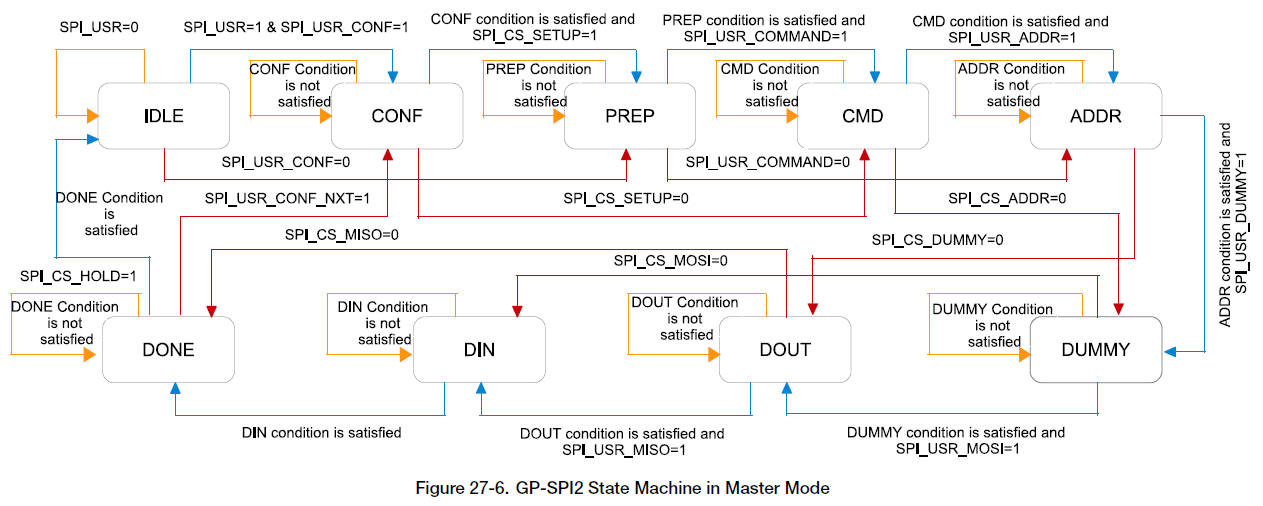 SPI_USR=0
SPI_USR=1 & SPI_USR_CONF=1
CONF condition is satisfied and
SPI_CS_SETUP=1
PREP condition is satisfied and
SPI_USR_COMMAND=1
CMD condition is satisfied and
SPI_USR_ADDR=1
CONF Condition
is not
satisfied
PREP Condition
is not
satisfied
CMD Condition
is not
satisfied
ADDR Condition
is not
satisfied
IDLE
CONF
PREP
CMD
ADDR
SPI_USR_CONF=0
SPI_USR_COMMAND=0
DONE Condition
is
satisfied
SPI_USR_CONF_NXT=1
SPI_CS_SETUP=0
SPI_CS_ADDR=0
ADDR condition is satisfied and
SPI_USR_DUMMY=1
SPI_CS_MISO=0
SPI_CS_DUMMY=0
SPI_CS_MOSI=0
SPI_CS_HOLD=1
DONE Condition
is not
satisfied
DIN Condition
is not
satisfied
DOUT Condition
is not
satisfied
DUMMY Condition
is not
satisfied
DONE
DIN
DOUT
DUMMY
DIN condition is satisfied
DOUT condition is satisfied and
SPI_USR_MISO=1
DUMMY condition is satisfied and
SPI_USR_MOSI=1
Figure 27-6. GP-SPI2 State Machine in Master Mode